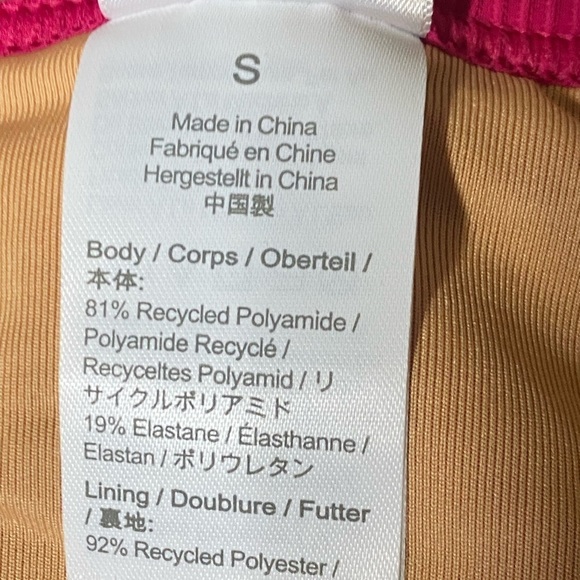 S
Made in China
Fabriqué en Chine
Hergestellt in China
中国製
Body / Corps / Oberteil /
本体:
81% Recycled Polyamide /
Polyamide Recyclé /
Recyceltes Polyamid / リ
サイクルポリアミド
19% Elastane / Élasthanne /
Elastan / ポリウレタン
Lining / Doublure / Futter
/ 裏地:
92% Recycled Polyester /